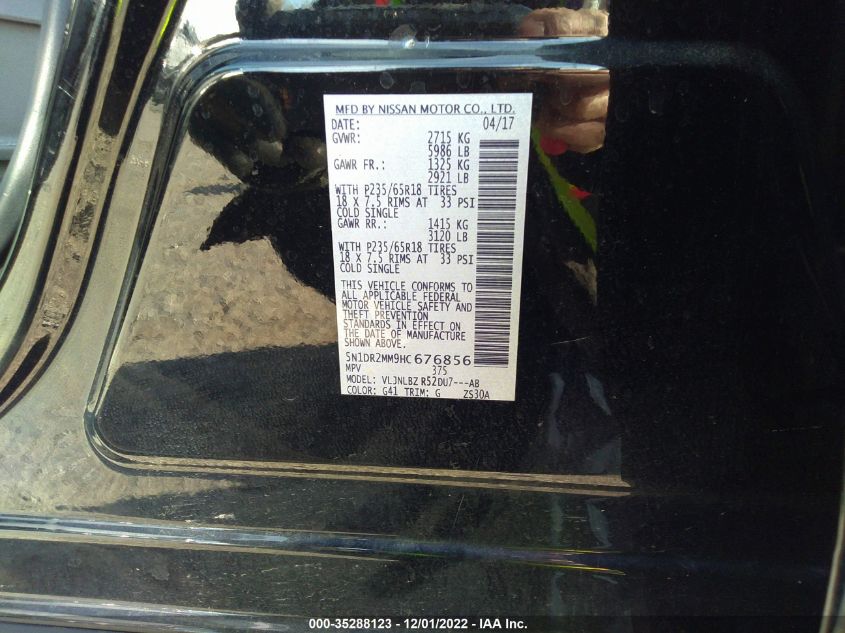 MFD BY NISSAN MOTOR CO., LTD.
DATE: 04/17
GVWR: 2715 KG
5986 LB
GAWR FR.: 1325 KG
2921 LB
WITH P235/65R18 TIRES
18 X 7.5 RIMS AT 33 PSI
COLD SINGLE
GAWR RR.: 1415 KG
3120 LB
WITH P235/65R18 TIRES
18 X 7.5 RIMS AT 33 PSI
COLD SINGLE
THIS VEHICLE CONFORMS TO
ALL APPLICABLE FEDERAL
MOTOR VEHICLE SAFETY AND
THEFT PREVENTION
STANDARDS IN EFFECT ON
THE DATE OF MANUFACTURE
SHOWN ABOVE.
5N1DR2MM9HC676856
MPV 375
MODEL: VL3NLBZ R52DU7---AB
COLOR: G41 TRIM: G ZS30A
000-35288123 - 12/01/2022 - IAA Inc.